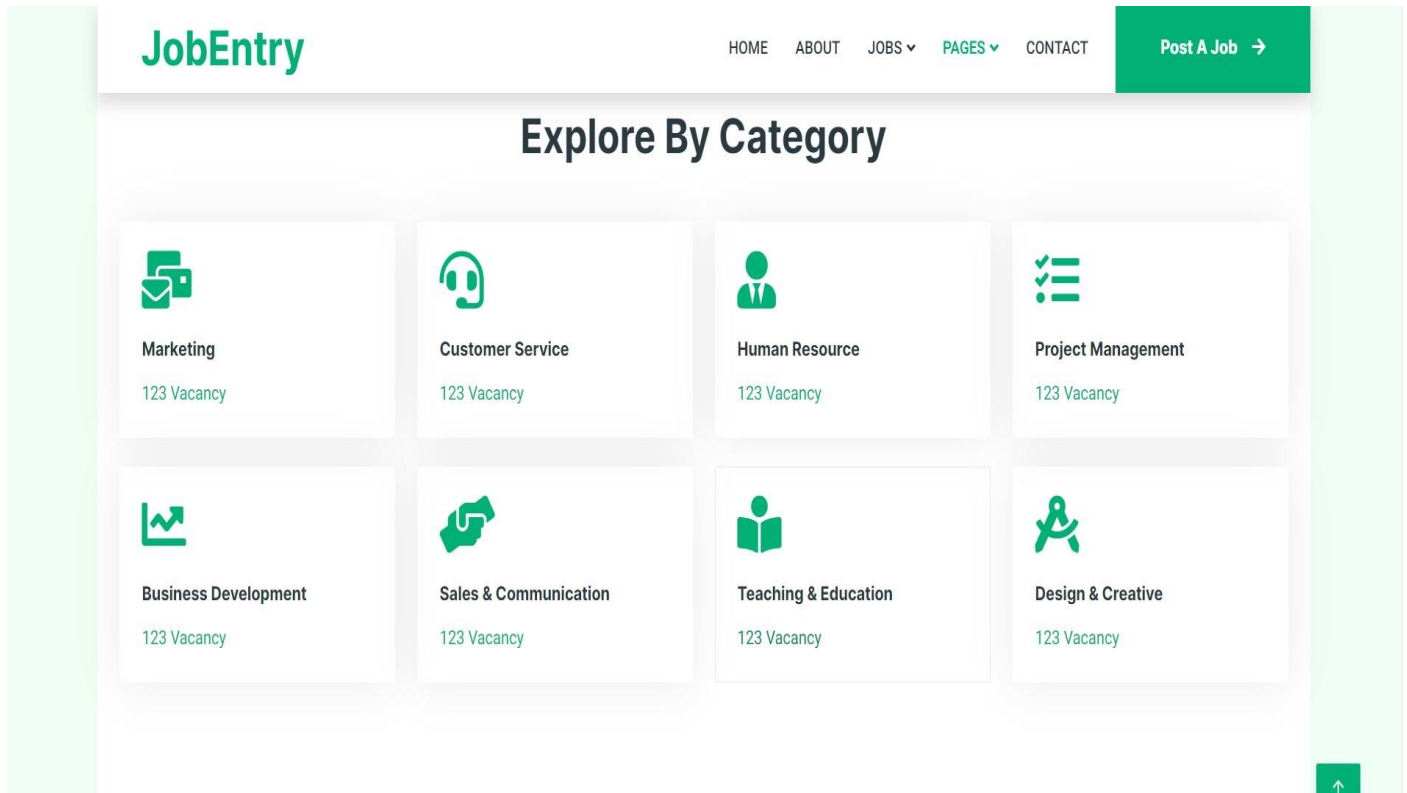 JobEntry
HOME ABOUT JOBS PAGES CONTACT Post A Job
Explore By Category
Marketing Customer Service Human Resource Project Management
123 Vacancy 123 Vacancy 123 Vacancy 123 Vacancy
Business Development Sales & Communication Teaching & Education Design & Creative
123 Vacancy 123 Vacancy 123 Vacancy 123 Vacancy